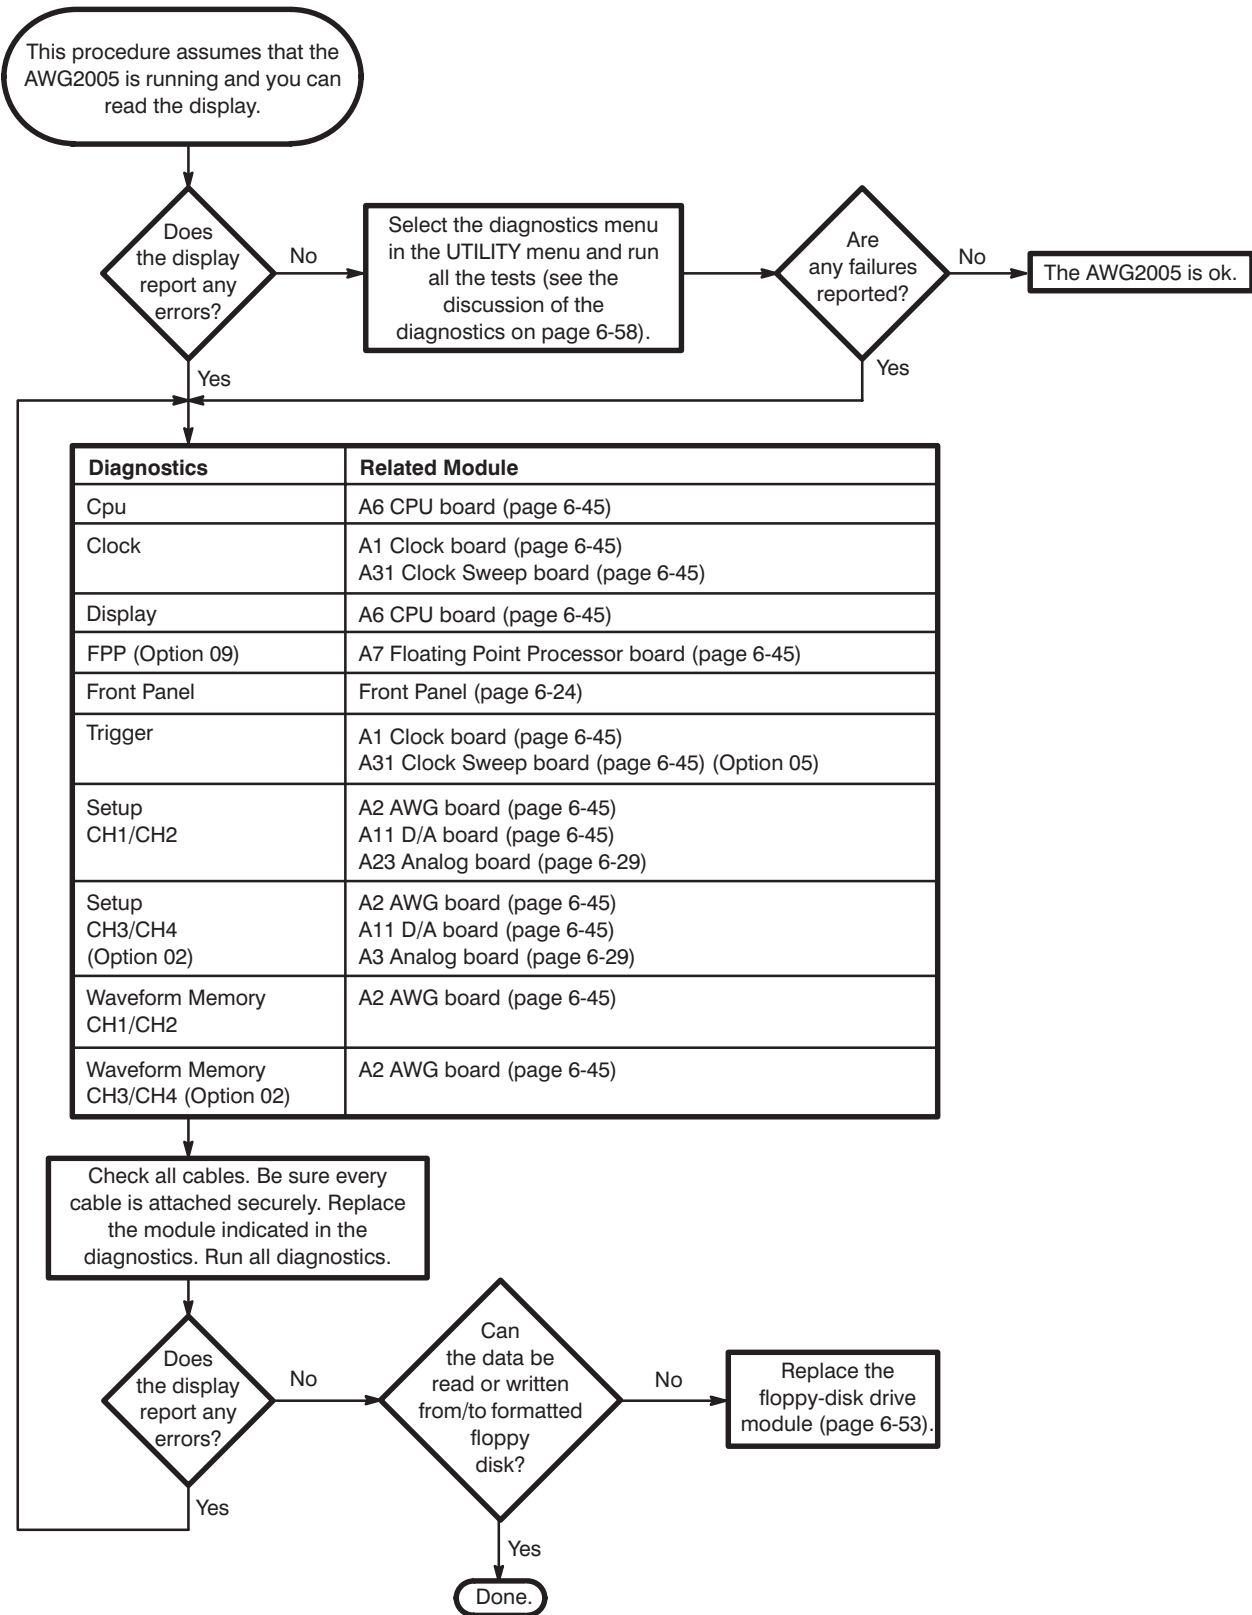 This procedure assumes that the
AWG2005 is running and you can
read the display.
Does
the display
report any
errors?
No
Select the diagnostics menu
in the UTILITY menu and run
all the tests (see the
discussion of the
diagnostics on page 6-58).
Are
any failures
reported?
No
The AWG2005 is ok.
Yes
Yes
Diagnostics
Related Module
Cpu
A6 CPU board (page 6-45)
Clock
A1 Clock board (page 6-45)
A31 Clock Sweep board (page 6-45)
Display
A6 CPU board (page 6-45)
FPP (Option 09)
A7 Floating Point Processor board (page 6-45)
Front Panel
Front Panel (page 6-24)
Trigger
A1 Clock board (page 6-45)
A31 Clock Sweep board (page 6-45) (Option 05)
Setup
CH1/CH2
A2 AWG board (page 6-45)
A11 D/A board (page 6-45)
A23 Analog board (page 6-29)
Setup
CH3/CH4
(Option 02)
A2 AWG board (page 6-45)
A11 D/A board (page 6-45)
A3 Analog board (page 6-29)
Waveform Memory
CH1/CH2
A2 AWG board (page 6-45)
Waveform Memory
CH3/CH4 (Option 02)
A2 AWG board (page 6-45)
Check all cables. Be sure every
cable is attached securely. Replace
the module indicated in the
diagnostics. Run all diagnostics.
Does
the display
report any
errors?
No
Can
the data be
read or written
from/to formatted
floppy
disk?
No
Replace the
floppy-disk drive
module (page 6-53).
Yes
Yes
Done.